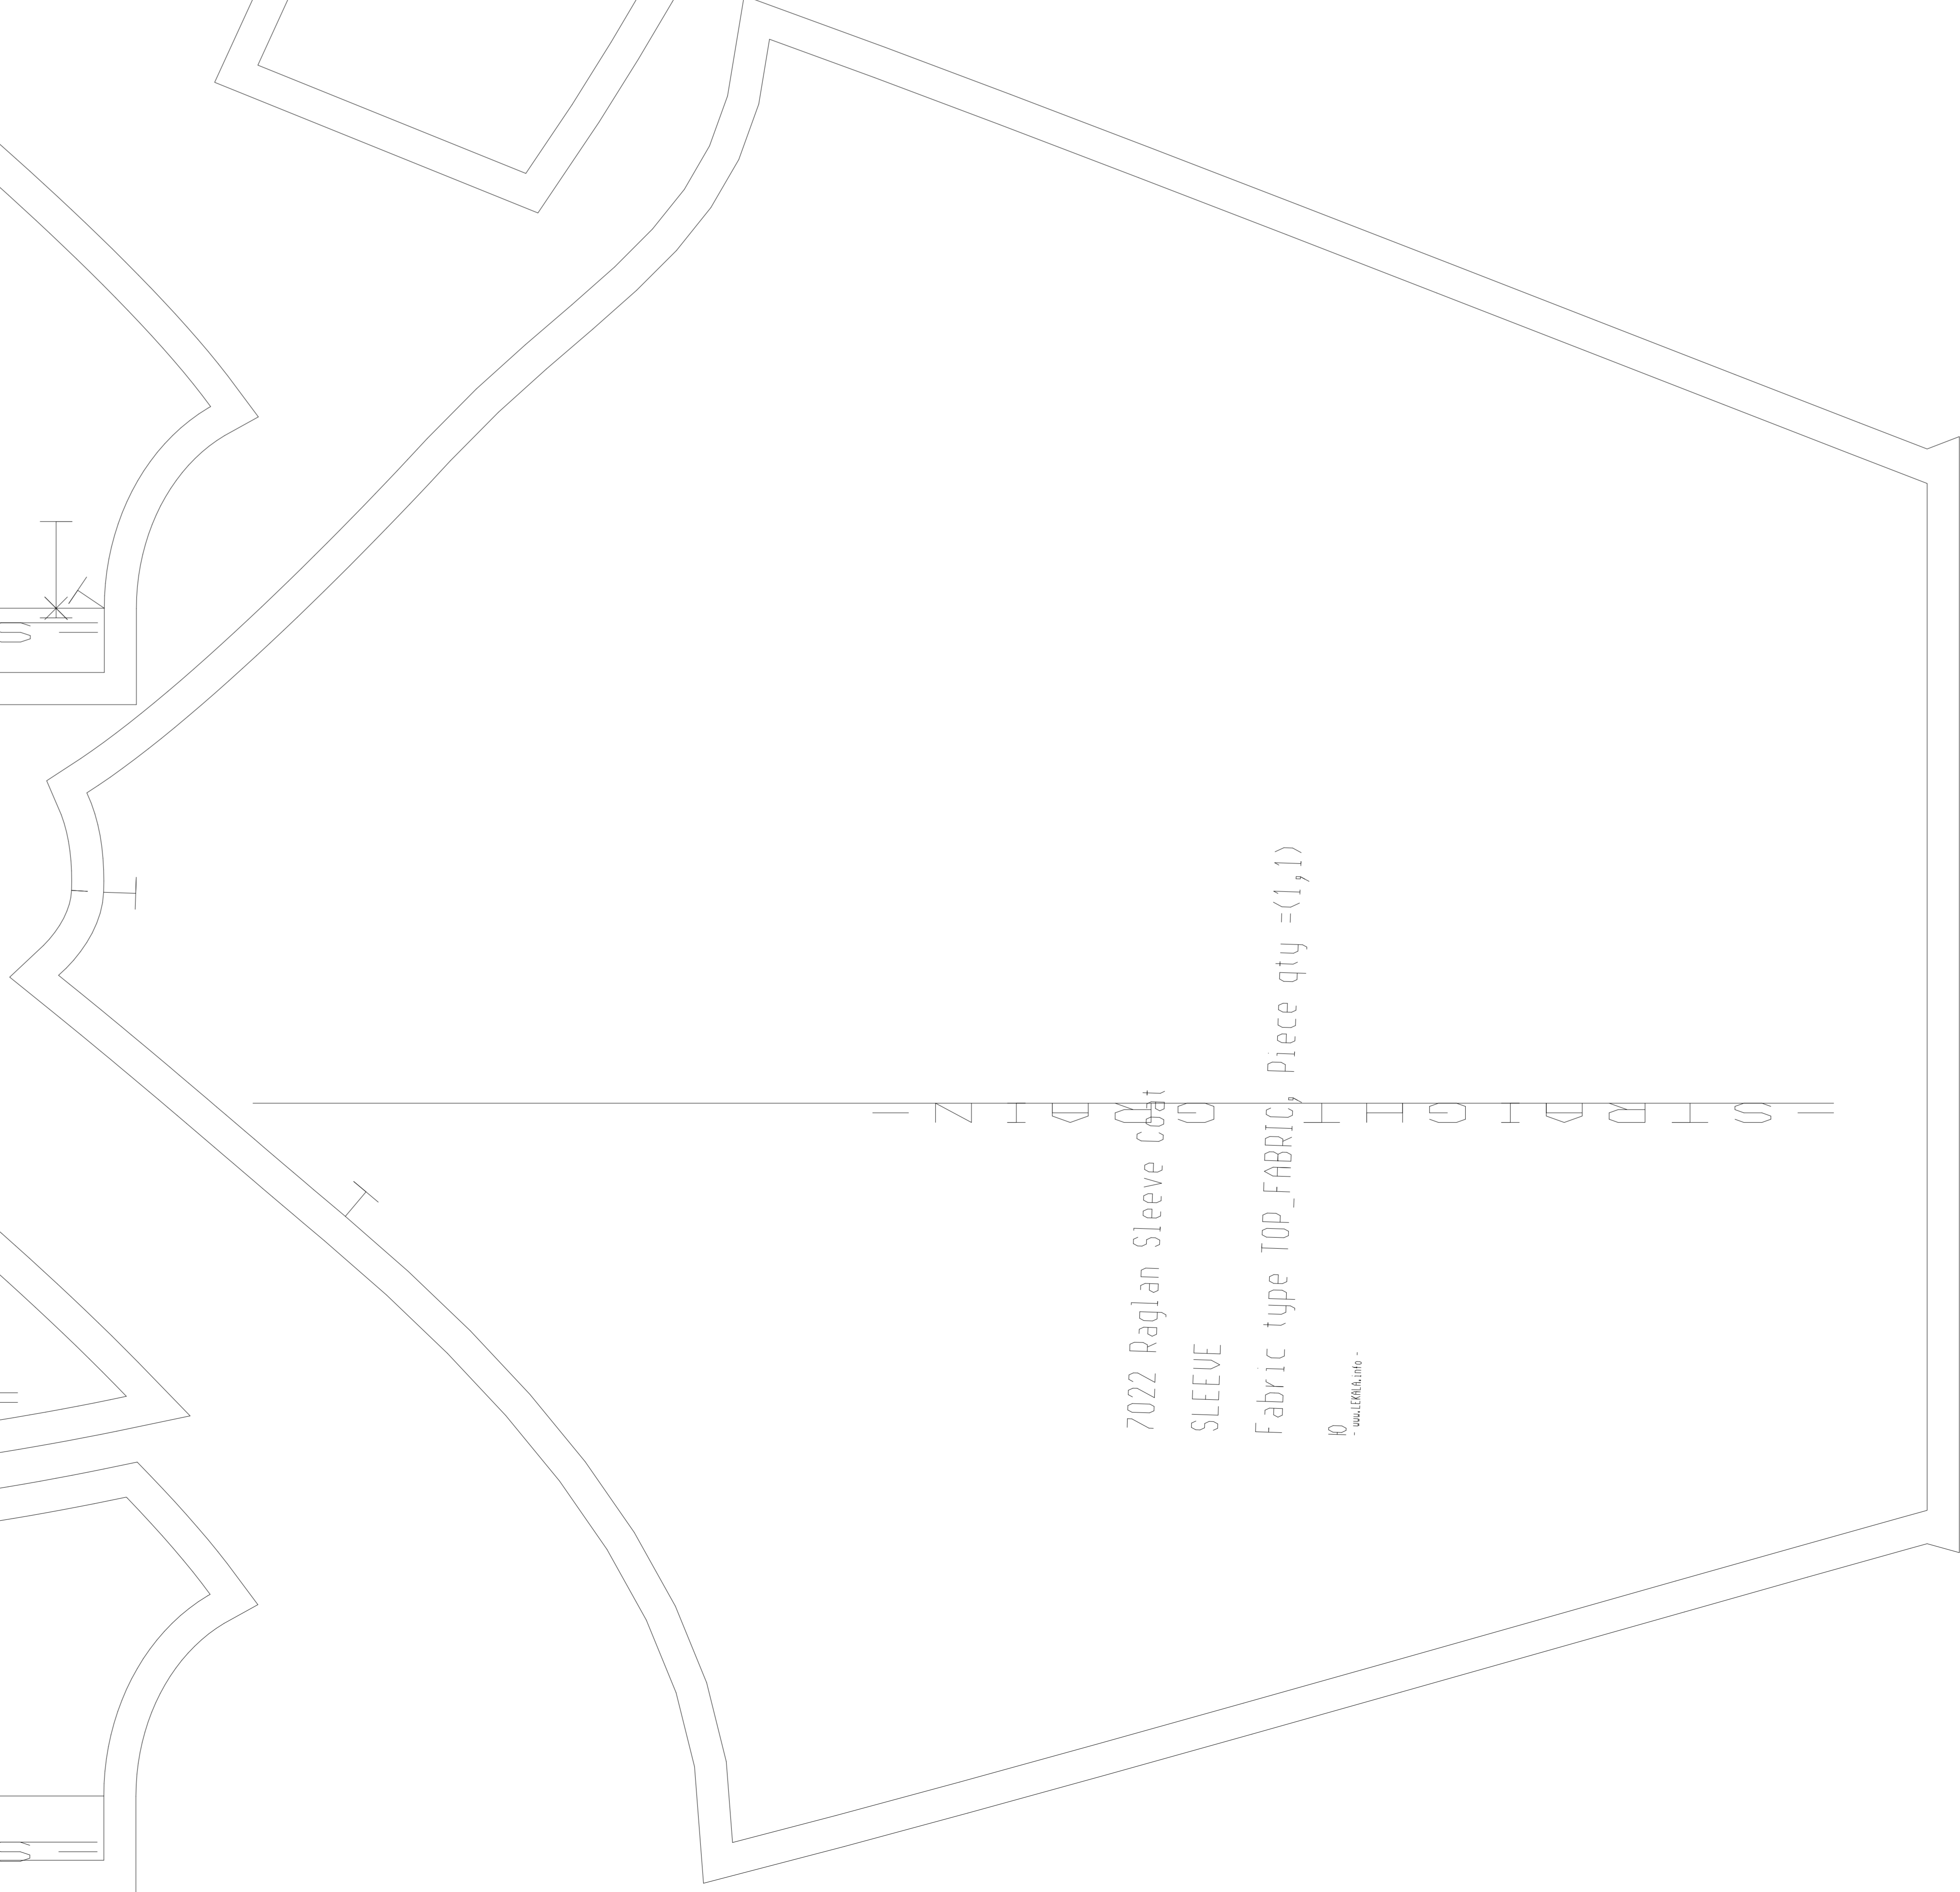 7022 Raglan Sleeve Coat
SLEEVE
Fabric type TOP_FABRIC, Piece qty =(1,1)
- www.LEKALA.info -
-STRAIGHT GRAIN-